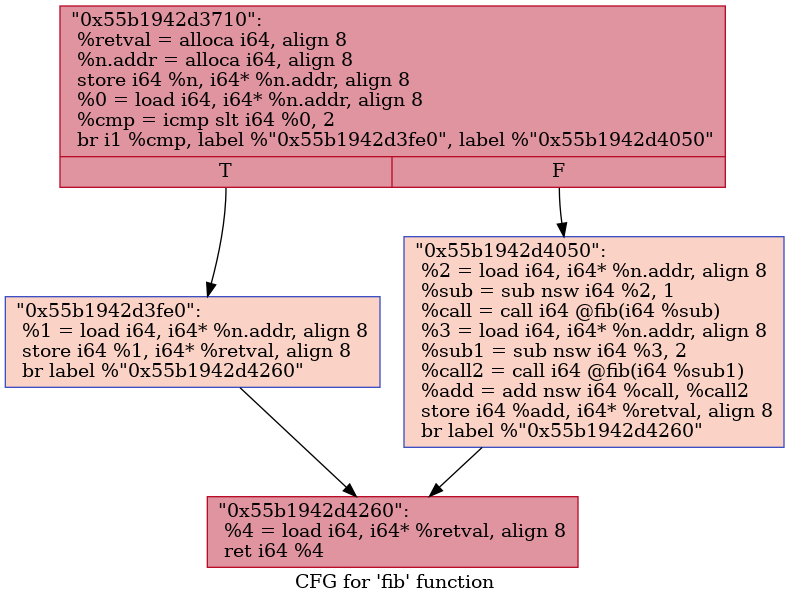 "0x55b1942d3710":
%retval = alloca i64, align 8
%n.addr = alloca i64, align 8
store i64 %n, i64* %n.addr, align 8
%0 = load i64, i64* %n.addr, align 8
%cmp = icmp slt i64 %0, 2
br i1 %cmp, label %"0x55b1942d3fe0", label %"0x55b1942d4050"
T
F
"0x55b1942d3fe0":
%1 = load i64, i64* %n.addr, align 8
store i64 %1, i64* %retval, align 8
br label %"0x55b1942d4260"
"0x55b1942d4050":
%2 = load i64, i64* %n.addr, align 8
%sub = sub nsw i64 %2, 1
%call = call i64 @fib(i64 %sub)
%3 = load i64, i64* %n.addr, align 8
%sub1 = sub nsw i64 %3, 2
%call2 = call i64 @fib(i64 %sub1)
%add = add nsw i64 %call, %call2
store i64 %add, i64* %retval, align 8
br label %"0x55b1942d4260"
"0x55b1942d4260":
%4 = load i64, i64* %retval, align 8
ret i64 %4
CFG for 'fib' function